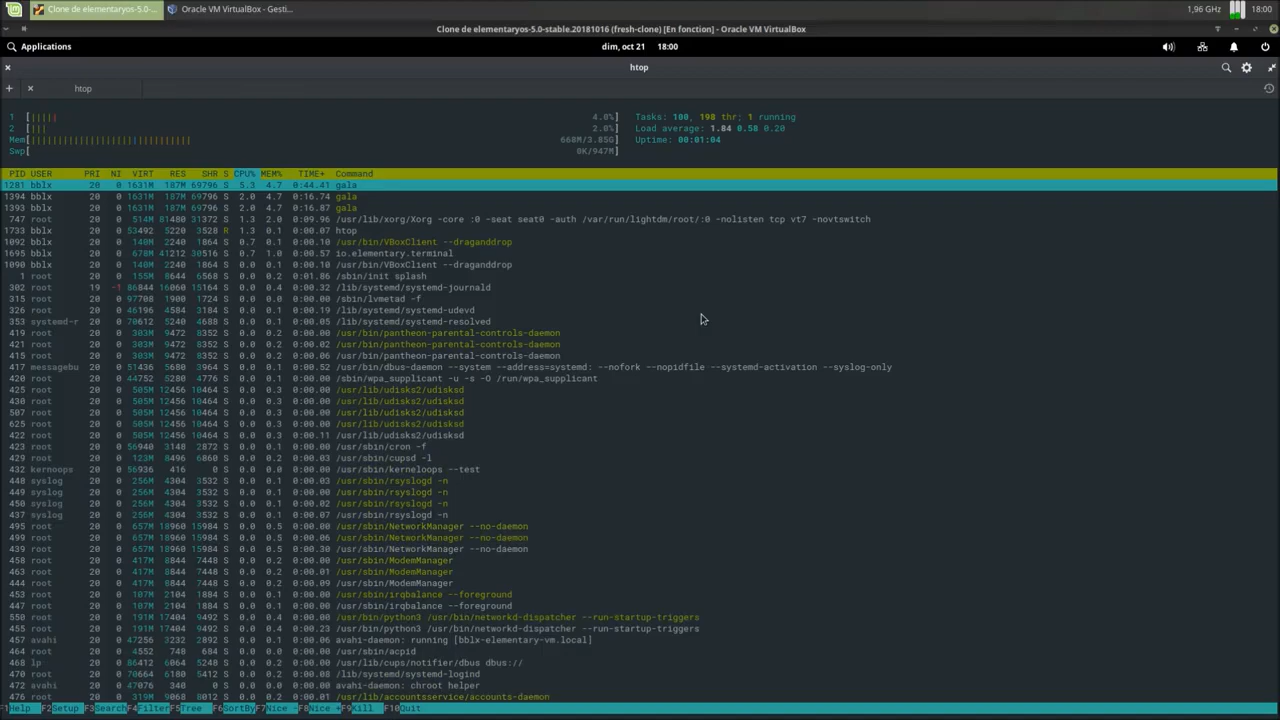 Clone de elementaryos-5.0-... Oracle VM VirtualBox - Gesti... 1,96 GHz 18:00
Clone de elementaryos-5.0-stable.20181016 (fresh-clone) [En fonction] - Oracle VM VirtualBox
Applications dim, oct 21 18:00
htop
htop
1 [||||| 4.0%] Tasks: 100, 198 thr; 1 running
2 [||| 2.0%] Load average: 1.84 0.58 0.20
Mem[||||||||||||||||||||||||||||||| 668M/3.85G] Uptime: 00:01:04
Swp[ 0K/947M]
PID USER PRI NI VIRT RES SHR S CPU% MEM% TIME+ Command
1281 bblx 20 0 1631M 187M 69796 S 5.3 4.7 0:44.41 gala
1394 bblx 20 0 1631M 187M 69796 S 2.0 4.7 0:16.74 gala
1393 bblx 20 0 1631M 187M 69796 S 2.0 4.7 0:16.87 gala
747 root 20 0 514M 81480 31372 S 1.3 2.0 0:09.96 /usr/lib/xorg/Xorg -core :0 -seat seat0 -auth /var/run/lightdm/root/:0 -nolisten tcp vt7 -novtswitch
1733 bblx 20 0 53492 5220 3528 R 1.3 0.1 0:00.07 htop
1092 bblx 20 0 140M 2240 1864 S 0.7 0.1 0:00.10 /usr/bin/VBoxClient --draganddrop
1695 bblx 20 0 678M 41212 30516 S 0.7 1.0 0:00.57 io.elementary.terminal
1090 bblx 20 0 140M 2240 1864 S 0.0 0.1 0:00.10 /usr/bin/VBoxClient --draganddrop
1 root 20 0 155M 8644 6568 S 0.0 0.2 0:01.86 /sbin/init splash
302 root 19 -1 86844 16060 15164 S 0.0 0.4 0:00.32 /lib/systemd/systemd-journald
315 root 20 0 97708 1900 1724 S 0.0 0.0 0:00.00 /sbin/lvmetad -f
326 root 20 0 46196 4584 3184 S 0.0 0.1 0:00.19 /lib/systemd/systemd-udevd
353 systemd-r 20 0 70612 5240 4688 S 0.0 0.1 0:00.05 /lib/systemd/systemd-resolved
419 root 20 0 303M 9472 8352 S 0.0 0.2 0:00.00 /usr/bin/pantheon-parental-controls-daemon
421 root 20 0 303M 9472 8352 S 0.0 0.2 0:00.02 /usr/bin/pantheon-parental-controls-daemon
415 root 20 0 303M 9472 8352 S 0.0 0.2 0:00.06 /usr/bin/pantheon-parental-controls-daemon
417 messagebu 20 0 51436 5680 3964 S 0.0 0.1 0:00.52 /usr/bin/dbus-daemon --system --address=systemd: --nofork --nopidfile --systemd-activation --syslog-only
420 root 20 0 44752 5280 4776 S 0.0 0.1 0:00.00 /sbin/wpa_supplicant -u -s -O /run/wpa_supplicant
425 root 20 0 505M 12456 10464 S 0.0 0.3 0:00.00 /usr/lib/udisks2/udisksd
430 root 20 0 505M 12456 10464 S 0.0 0.3 0:00.00 /usr/lib/udisks2/udisksd
507 root 20 0 505M 12456 10464 S 0.0 0.3 0:00.00 /usr/lib/udisks2/udisksd
625 root 20 0 505M 12456 10464 S 0.0 0.3 0:00.00 /usr/lib/udisks2/udisksd
422 root 20 0 505M 12456 10464 S 0.0 0.3 0:00.11 /usr/lib/udisks2/udisksd
423 root 20 0 56940 3148 2872 S 0.0 0.1 0:00.00 /usr/sbin/cron -f
429 root 20 0 123M 8496 6860 S 0.0 0.2 0:00.03 /usr/sbin/cupsd -l
432 kernoops 20 0 56936 416 0 S 0.0 0.0 0:00.00 /usr/sbin/kerneloops --test
448 syslog 20 0 256M 4304 3532 S 0.0 0.1 0:00.03 /usr/sbin/rsyslogd -n
449 syslog 20 0 256M 4304 3532 S 0.0 0.1 0:00.00 /usr/sbin/rsyslogd -n
450 syslog 20 0 256M 4304 3532 S 0.0 0.1 0:00.02 /usr/sbin/rsyslogd -n
437 syslog 20 0 256M 4304 3532 S 0.0 0.1 0:00.07 /usr/sbin/rsyslogd -n
495 root 20 0 657M 18960 15984 S 0.0 0.5 0:00.00 /usr/sbin/NetworkManager --no-daemon
499 root 20 0 657M 18960 15984 S 0.0 0.5 0:00.06 /usr/sbin/NetworkManager --no-daemon
439 root 20 0 657M 18960 15984 S 0.0 0.5 0:00.30 /usr/sbin/NetworkManager --no-daemon
458 root 20 0 417M 8844 7448 S 0.0 0.2 0:00.00 /usr/sbin/ModemManager
463 root 20 0 417M 8844 7448 S 0.0 0.2 0:00.01 /usr/sbin/ModemManager
444 root 20 0 417M 8844 7448 S 0.0 0.2 0:00.09 /usr/sbin/ModemManager
453 root 20 0 107M 2104 1884 S 0.0 0.1 0:00.00 /usr/sbin/irqbalance --foreground
447 root 20 0 107M 2104 1884 S 0.0 0.1 0:00.00 /usr/sbin/irqbalance --foreground
550 root 20 0 191M 17404 9492 S 0.0 0.4 0:00.00 /usr/bin/python3 /usr/bin/networkd-dispatcher --run-startup-triggers
455 root 20 0 191M 17404 9492 S 0.0 0.4 0:00.23 /usr/bin/python3 /usr/bin/networkd-dispatcher --run-startup-triggers
457 avahi 20 0 47256 3232 2892 S 0.0 0.1 0:00.06 avahi-daemon: running [bblx-elementary-vm.local]
464 root 20 0 4552 748 684 S 0.0 0.0 0:00.00 /usr/sbin/acpid
468 lp 20 0 86412 6064 5248 S 0.0 0.2 0:00.00 /usr/lib/cups/notifier/dbus dbus://
470 root 20 0 70664 6180 5412 S 0.0 0.2 0:00.08 /lib/systemd/systemd-logind
472 avahi 20 0 47076 340 0 S 0.0 0.0 0:00.00 avahi-daemon: chroot helper
476 root 20 0 319M 9068 8012 S 0.0 0.2 0:00.01 /usr/lib/accountsservice/accounts-daemon
F1Help F2Setup F3SearchF4FilterF5Tree F6SortByF7Nice -F8Nice +F9Kill F10Quit